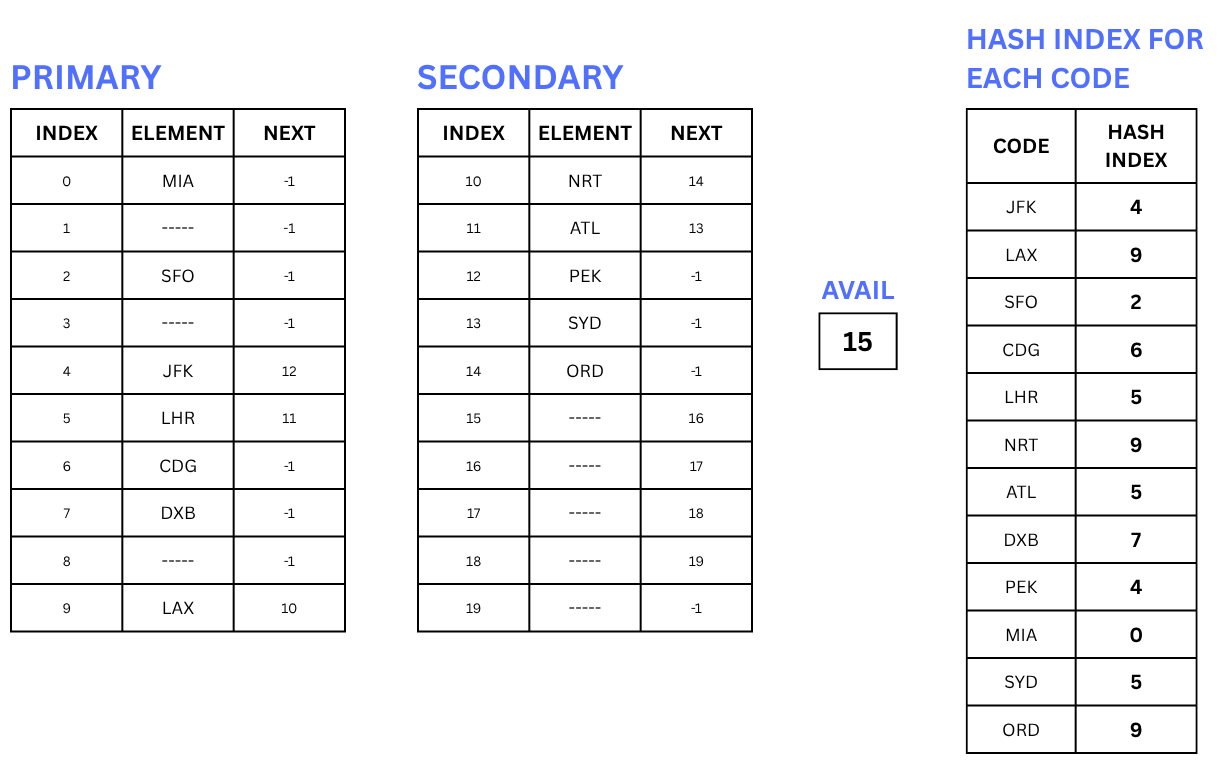 HASH INDEX FOR
EACH CODE
PRIMARY
INDEX ELEMENT NEXT
0 MIA -1
1 ----- -1
2 SFO -1
3 ----- -1
4 JFK 12
5 LHR 11
6 CDG -1
7 DXB -1
8 ----- -1
9 LAX 10
SECONDARY
INDEX ELEMENT NEXT
10 NRT 14
11 ATL 13
12 PEK -1
13 SYD -1
14 ORD -1
15 ----- 16
16 ----- 17
17 ----- 18
18 ----- 19
19 ----- -1
AVAIL
15
CODE HASH INDEX
JFK 4
LAX 9
SFO 2
CDG 6
LHR 5
NRT 9
ATL 5
DXB 7
PEK 4
MIA 0
SYD 5
ORD 9